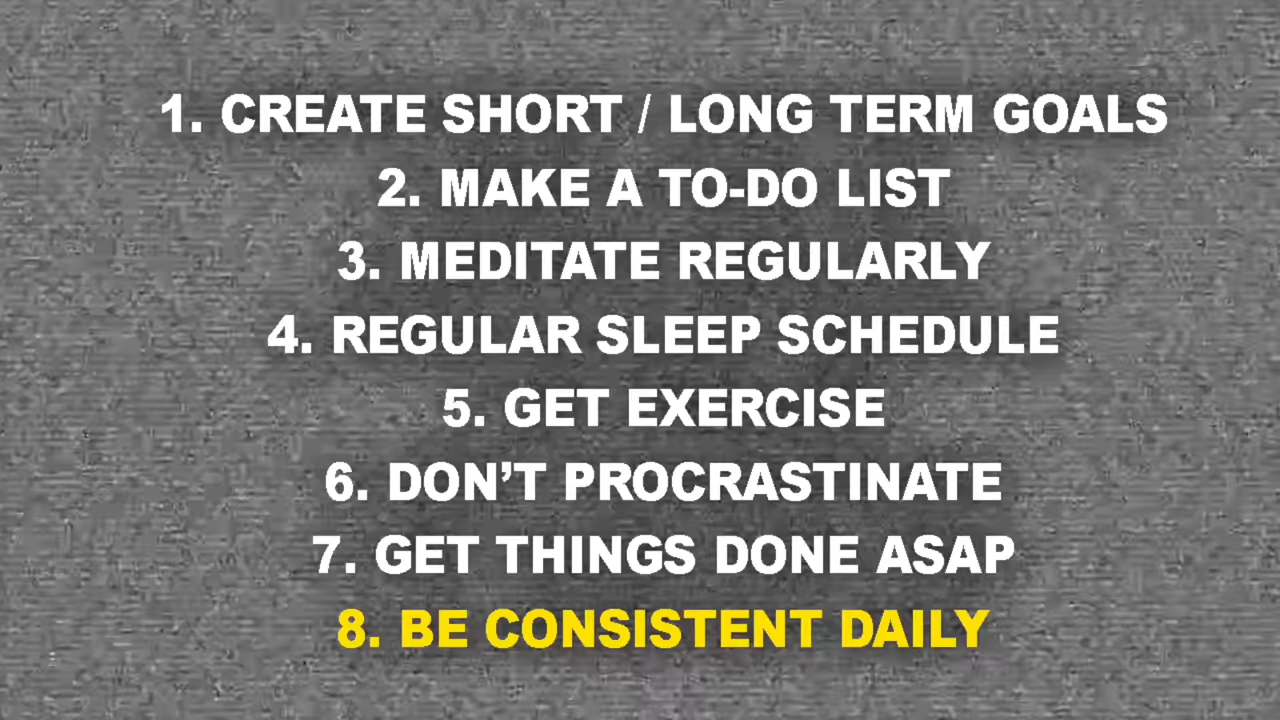 1. CREATE SHORT / LONG TERM GOALS
2. MAKE A TO-DO LIST
3. MEDITATE REGULARLY
4. REGULAR SLEEP SCHEDULE
5. GET EXERCISE
6. DON’T PROCRASTINATE
7. GET THINGS DONE ASAP
8. BE CONSISTENT DAILY